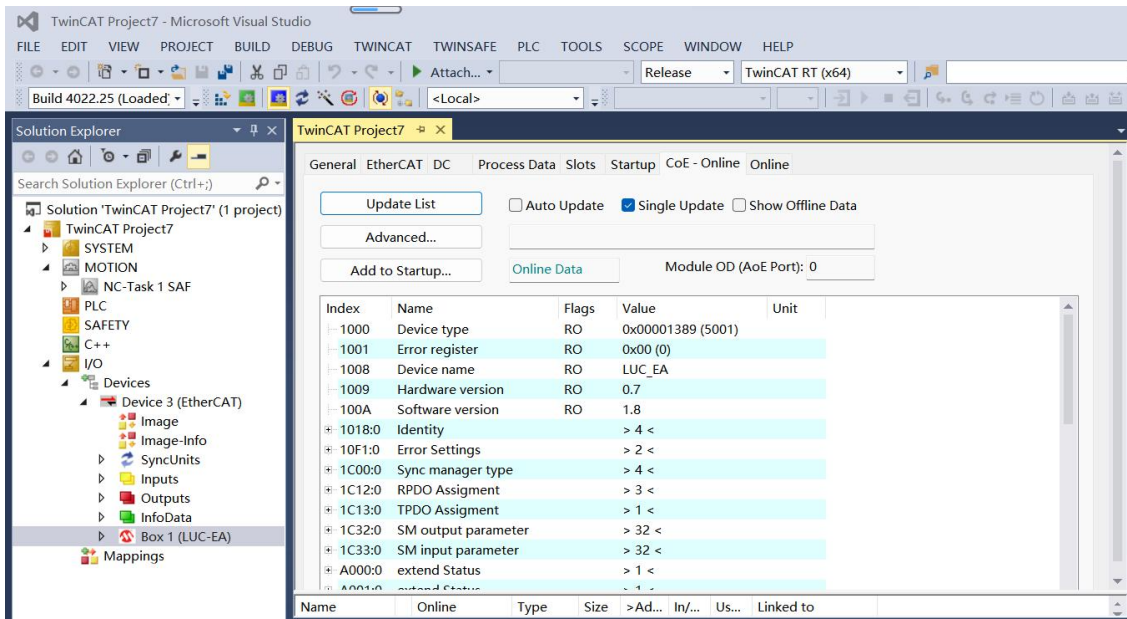 TwinCAT Project7 - Microsoft Visual Studio
FILE EDIT VIEW PROJECT BUILD DEBUG TWINCAT TWINSAFE PLC TOOLS SCOPE WINDOW HELP
Attach... Release TwinCAT RT (x64)
Build 4022.25 (Loaded) <Local>
Solution Explorer
Search Solution Explorer (Ctrl+;)
Solution 'TwinCAT Project7' (1 project)
TwinCAT Project7
SYSTEM
MOTION
NC-Task 1 SAF
PLC
SAFETY
C++
I/O
Devices
Device 3 (EtherCAT)
Image
Image-Info
SyncUnits
Inputs
Outputs
InfoData
Box 1 (LUC-EA)
Mappings
TwinCAT Project7
General EtherCAT DC Process Data Slots Startup CoE - Online Online
Update List Auto Update Single Update Show Offline Data
Advanced...
Add to Startup... Online Data Module OD (AoE Port): 0
Index Name Flags Value Unit
1000 Device type RO 0x00001389 (5001)
1001 Error register RO 0x00 (0)
1008 Device name RO LUC_EA
1009 Hardware version RO 0.7
100A Software version RO 1.8
1018:0 Identity > 4 <
10F1:0 Error Settings > 2 <
1C00:0 Sync manager type > 4 <
1C12:0 RPDO Assigment > 3 <
1C13:0 TPDO Assigment > 1 <
1C32:0 SM output parameter > 32 <
1C33:0 SM input parameter > 32 <
A000:0 extend Status > 1 <
Name Online Type Size >Ad... In/... Us... Linked to